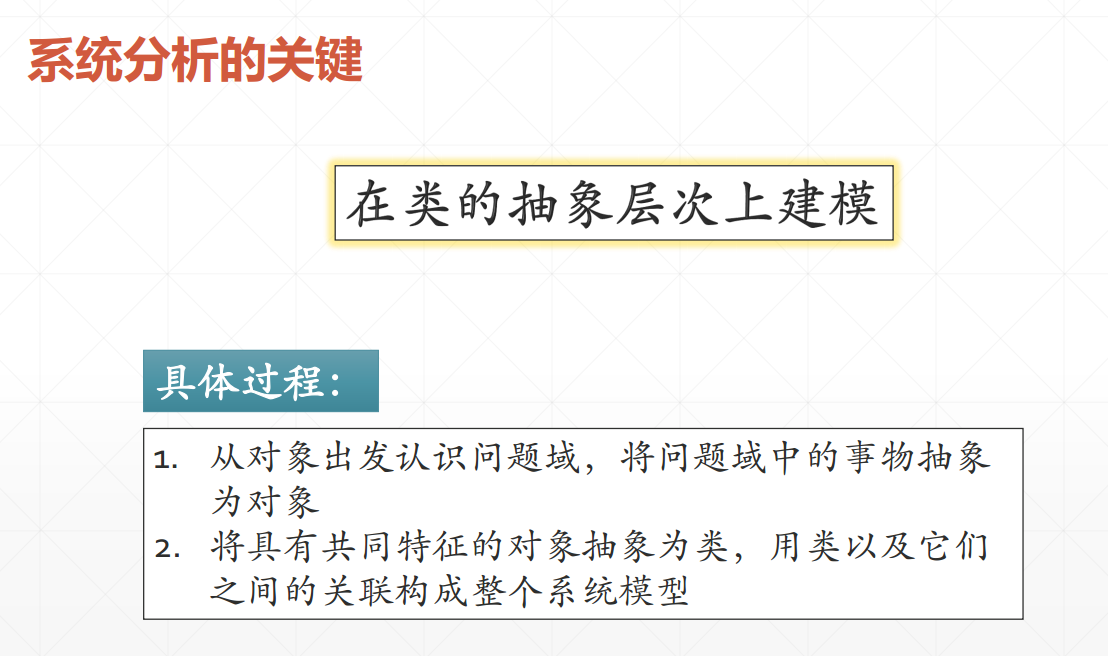 系统分析的关键
在类的抽象层次上建模
具体过程：
1. 从对象出发认识问题域，将问题域中的事物抽象
为对象
2. 将具有共同特征的对象抽象为类，用类以及它们
之间的关联构成整个系统模型